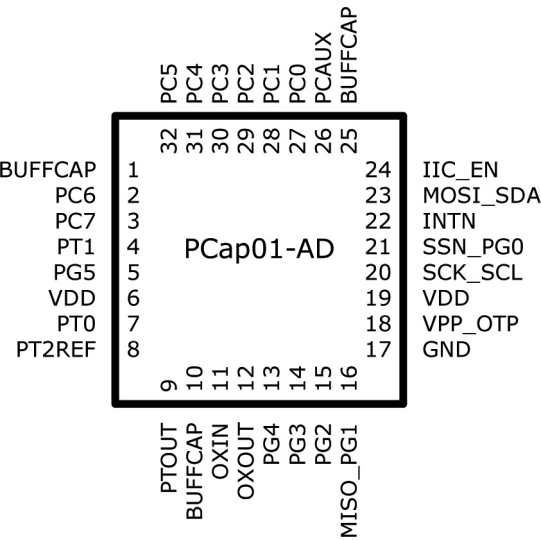 PC5
PC4
PC3
PC2
PC1
PC0
PCAUX
BUFFCAP
32
31
30
29
28
27
26
25
BUFFCAP 1
PC6 2
PC7 3
PT1 4
PG5 5
VDD 6
PT0 7
PT2REF 8
PCap01-AD
24 IIC_EN
23 MOSI_SDA
22 INTN
21 SSN_PG0
20 SCK_SCL
19 VDD
18 VPP_OTP
17 GND
9
10
11
12
13
14
15
16
PTOUT
BUFFCAP
OXIN
OXOUT
PG4
PG3
PG2
MISO_PG1